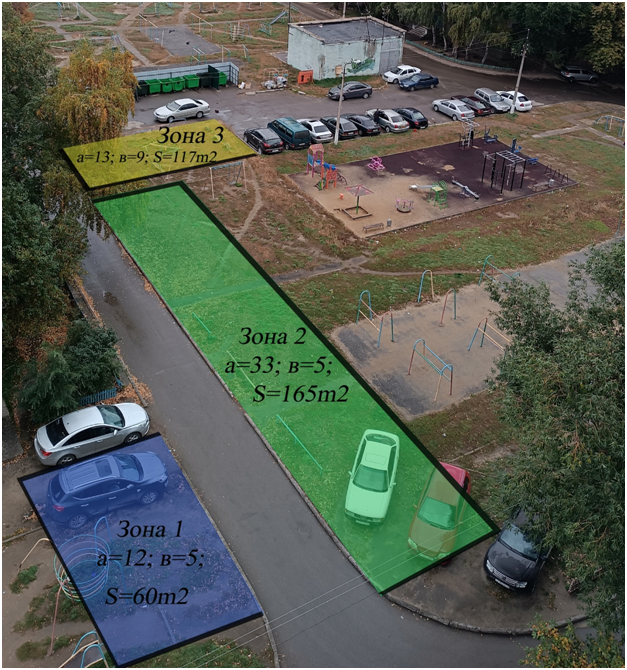 Зона 3
а=13; в=9; S=117m2
Зона 2
а=33; в=5;
S=165m2
Зона 1
а=12; в=5;
S=60m2